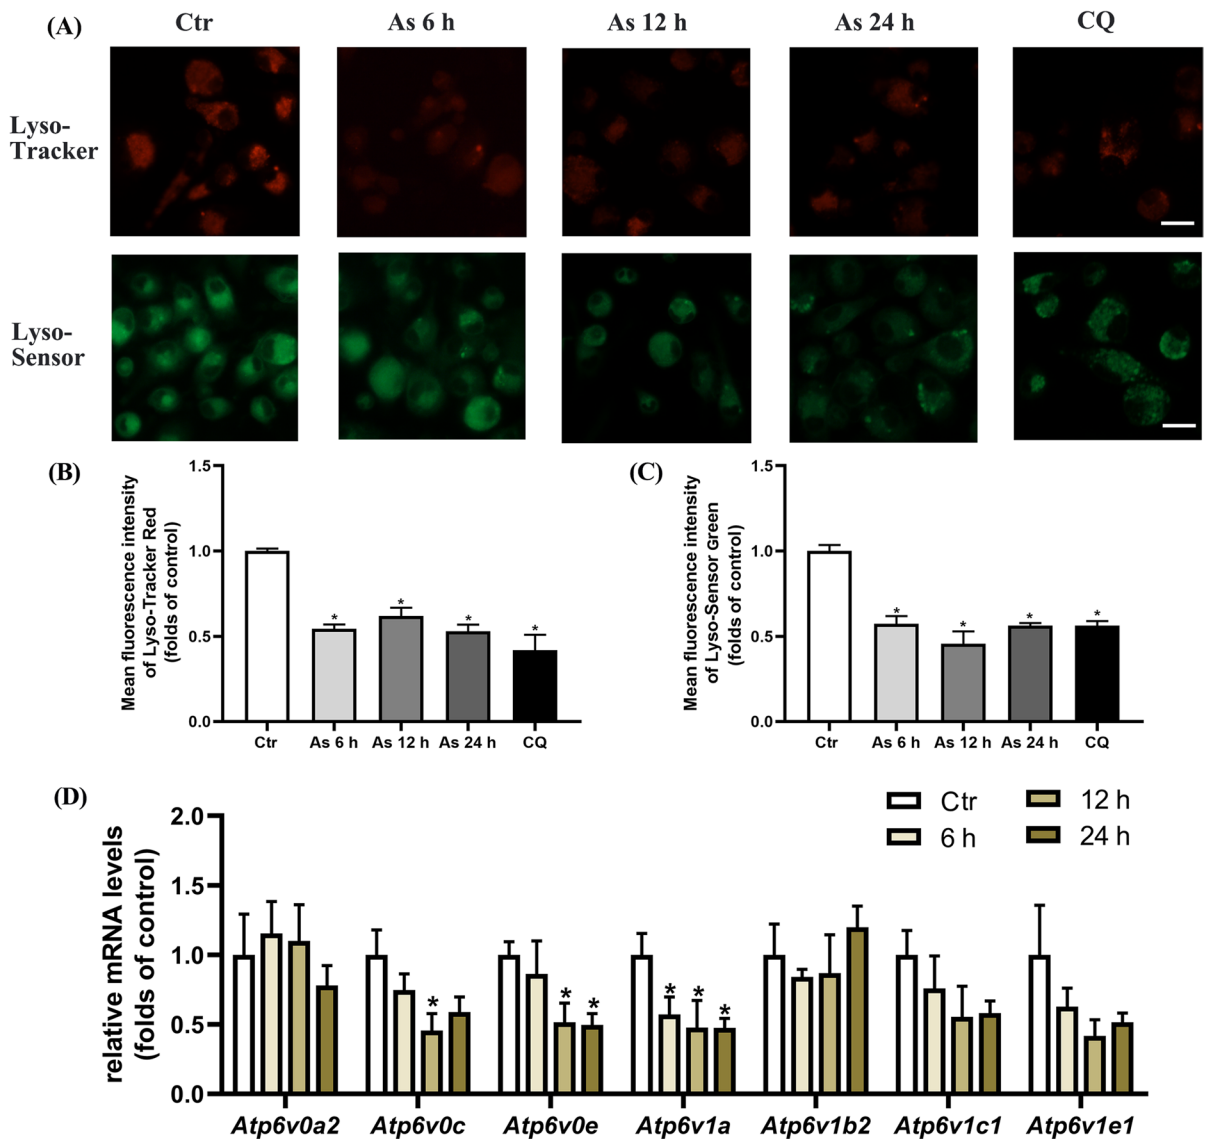 (A)
Ctr
As 6 h
As 12 h
As 24 h
CQ
Lyso-
Tracker
Lyso-
Sensor
(B)
Mean fluorescence intensity
of Lyso-Tracker Red
(folds of control)
1.5
1.0
0.5
0.0
*
*
*
*
Ctr
As 6 h
As 12 h
As 24 h
CQ
(C)
Mean fluorescence intensity
of Lyso-Sensor Green
(folds of control)
1.5
1.0
0.5
0.0
*
*
*
*
Ctr
As 6 h
As 12 h
As 24 h
CQ
(D)
relative mRNA levels
(folds of control)
2.0
1.5
1.0
0.5
0.0
Ctr
6 h
12 h
24 h
*
*
*
*
*
*
Atp6v0a2
Atp6v0c
Atp6v0e
Atp6v1a
Atp6v1b2
Atp6v1c1
Atp6v1e1